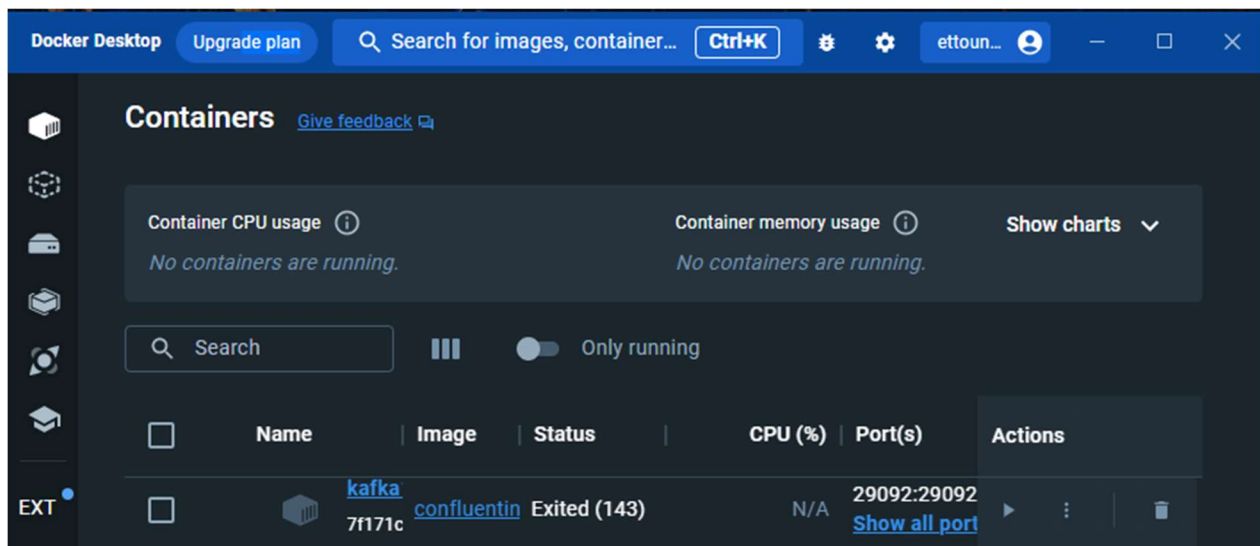 Docker Desktop Upgrade plan Search for images, container... Ctrl+K ettoun...
Containers Give feedback
Container CPU usage Container memory usage Show charts
No containers are running. No containers are running.
Search Only running
Name Image Status CPU (%) Port(s) Actions
kafka
confluentin Exited (143) N/A 29092:29092
7f171c Show all port
EXT